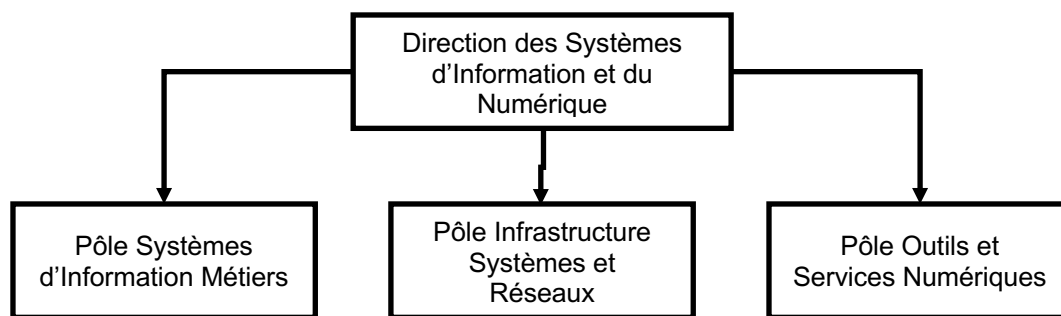 Direction des Systèmes
d’Information et du
Numérique
Pôle Systèmes
d’Information Métiers
Pôle Infrastructure
Systèmes et
Réseaux
Pôle Outils et
Services Numériques